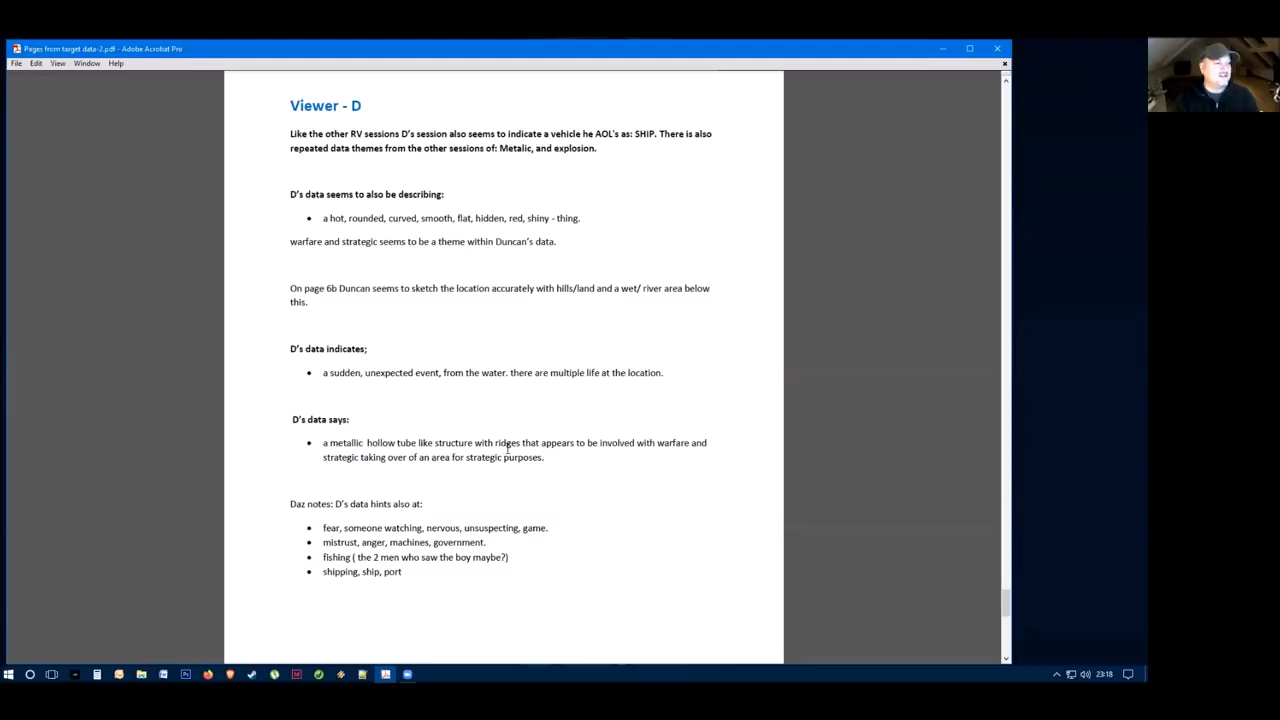 Pages from target data-2.pdf - Adobe Acrobat Pro
File Edit View Window Help
Viewer - D
Like the other RV sessions D's session also seems to indicate a vehicle he AOL's as: SHIP. There is also
repeated data themes from the other sessions of: Metalic, and explosion.
D's data seems to also be describing:
• a hot, rounded, curved, smooth, flat, hidden, red, shiny - thing.
warfare and strategic seems to be a theme within Duncan's data.
On page 6b Duncan seems to sketch the location accurately with hills/land and a wet/ river area below
this.
D's data indicates;
• a sudden, unexpected event, from the water. there are multiple life at the location.
D's data says:
• a metallic hollow tube like structure with ridges that appears to be involved with warfare and
strategic taking over of an area for strategic purposes.
Daz notes: D's data hints also at:
• fear, someone watching, nervous, unsuspecting, game.
• mistrust, anger, machines, government.
• fishing ( the 2 men who saw the boy maybe?)
• shipping, ship, port
23:18